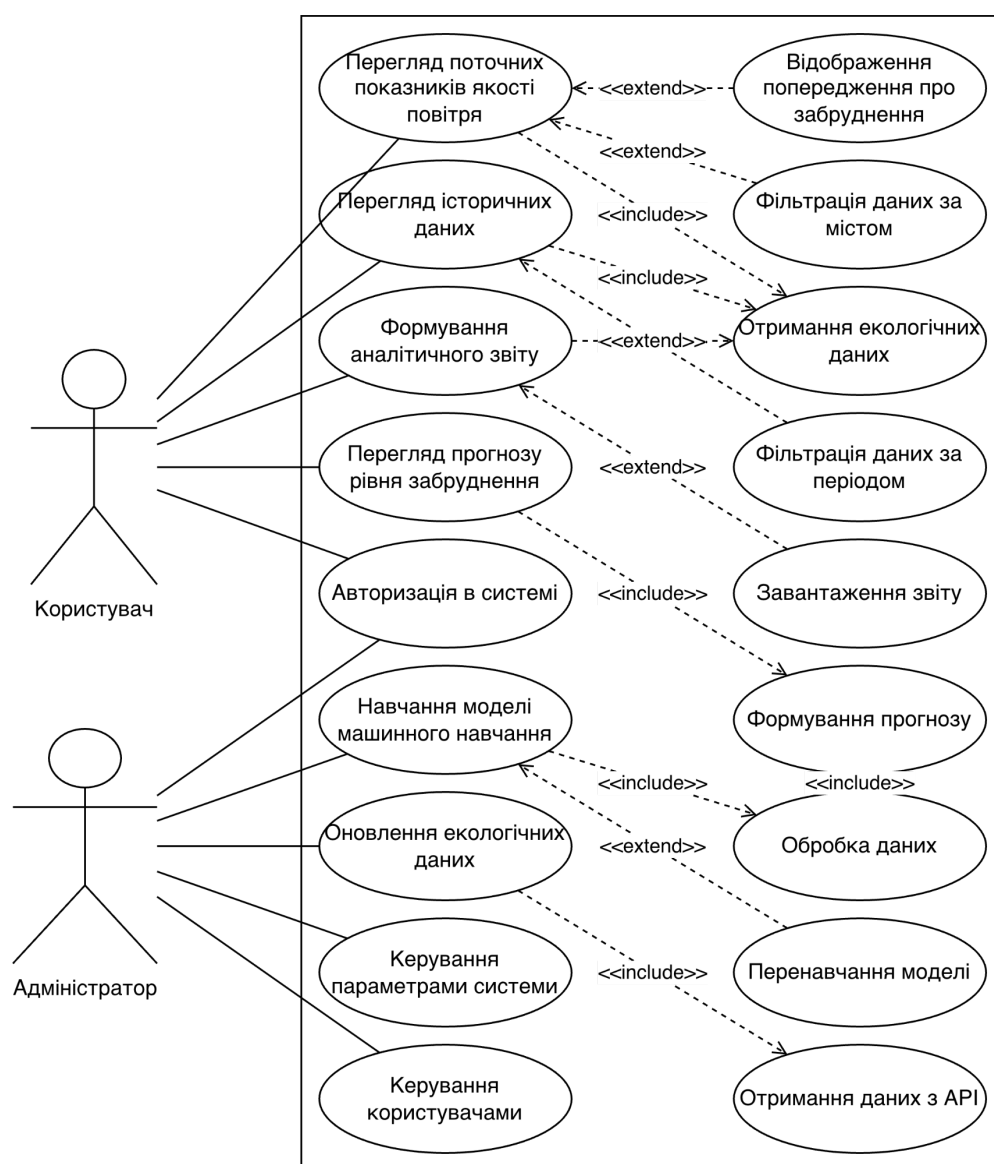 Перегляд поточних
показників якості
повітря
<<extend>>
Відображення
попередження про
забруднення
<<extend>>
Перегляд історичних
даних
<<include>>
Фільтрація даних за
містом
<<include>>
Формування
аналітичного звіту
<<extend>>
Отримання екологічних
даних
Перегляд прогнозу
рівня забруднення
<<extend>>
Фільтрація даних за
періодом
Користувач
Авторизація в системі
<<include>>
Завантаження звіту
Навчання моделі
машинного навчання
Формування прогнозу
<<include>>
<<include>>
Оновлення екологічних
даних
<<extend>>
Обробка даних
Адміністратор
Керування
параметрами системи
<<include>>
Перенавчання моделі
Керування
користувачами
Отримання даних з API